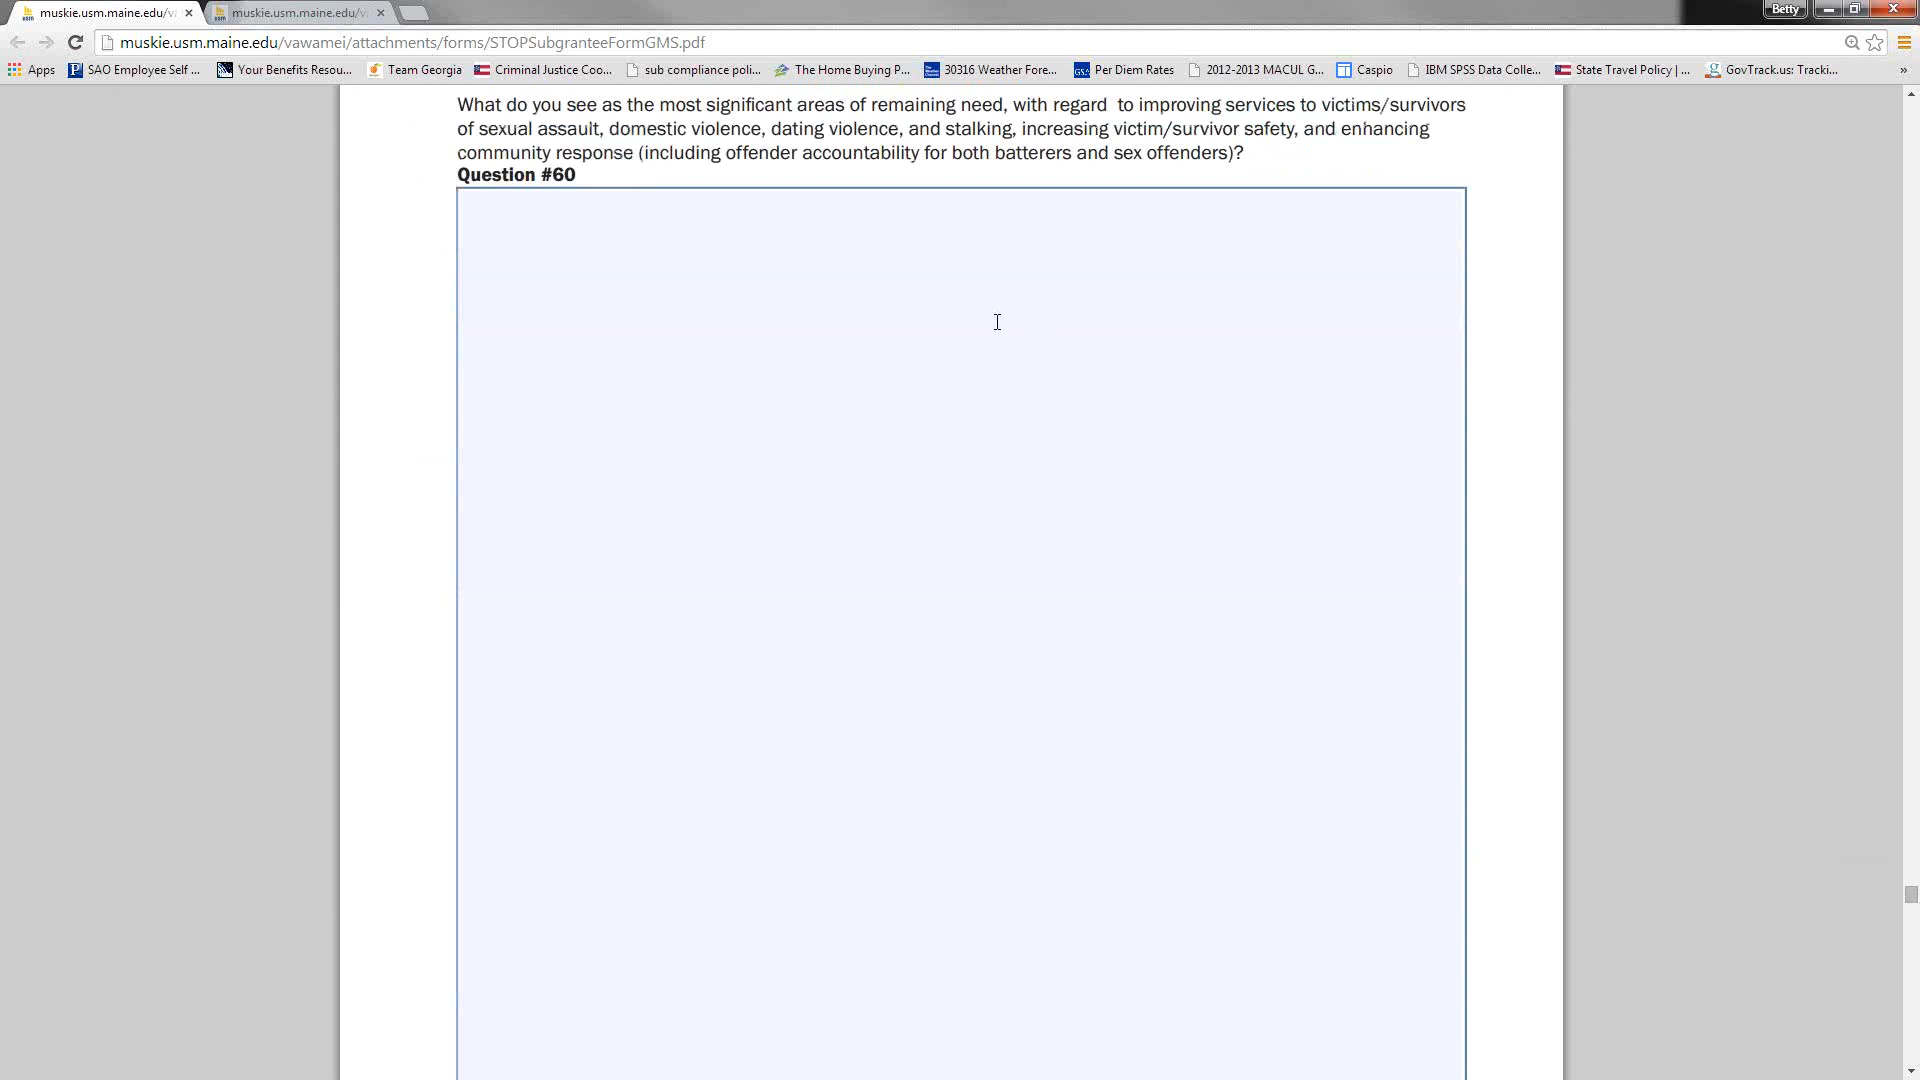 muskie.usm.maine.edu/v
muskie.usm.maine.edu/v
Betty
muskie.usm.maine.edu/vawamei/attachments/forms/STOPSubgranteeFormGMS.pdf
Apps SAO Employee Self ... Your Benefits Resou... Team Georgia Criminal Justice Coo... sub compliance poli... The Home Buying P... 30316 Weather Fore... GSA Per Diem Rates 2012-2013 MACUL G... Caspio IBM SPSS Data Colle... State Travel Policy | ... GovTrack.us: Tracki... »
What do you see as the most significant areas of remaining need, with regard to improving services to victims/survivors
of sexual assault, domestic violence, dating violence, and stalking, increasing victim/survivor safety, and enhancing
community response (including offender accountability for both batterers and sex offenders)?
Question #60